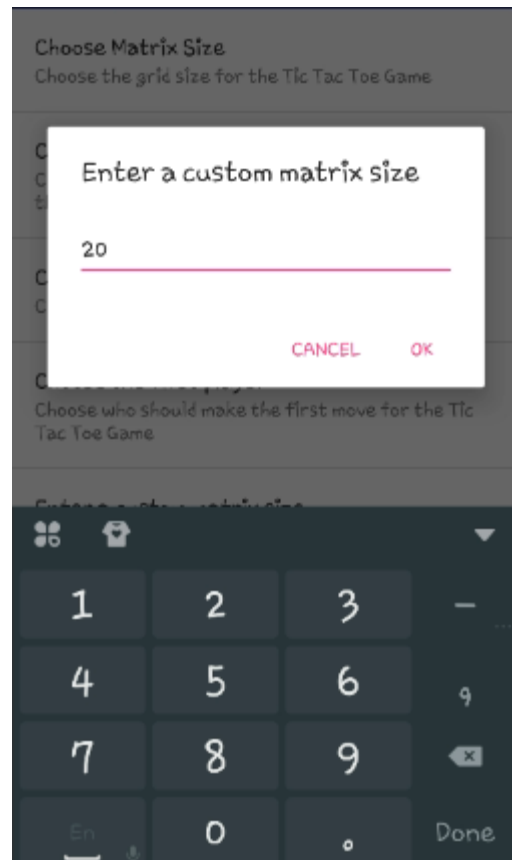 Choose Matrix Size
Choose the grid size for the Tic Tac Toe Game
Enter a custom matrix size
20
CANCEL OK
Choose who should make the first move for the Tic
Tac Toe Game
1 2 3 –
4 5 6 ,
7 8 9
En 0 . Done